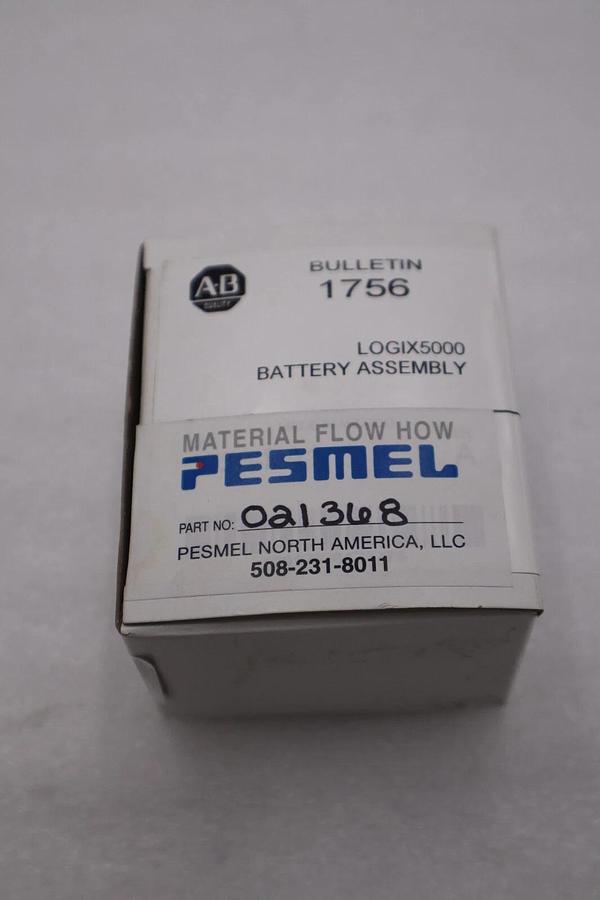 A-B
QUALITY
BULLETIN
1756
LOGIX5000
BATTERY ASSEMBLY
MATERIAL FLOW HOW
PESMEL
PART NO: 021368
PESMEL NORTH AMERICA, LLC
508-231-8011